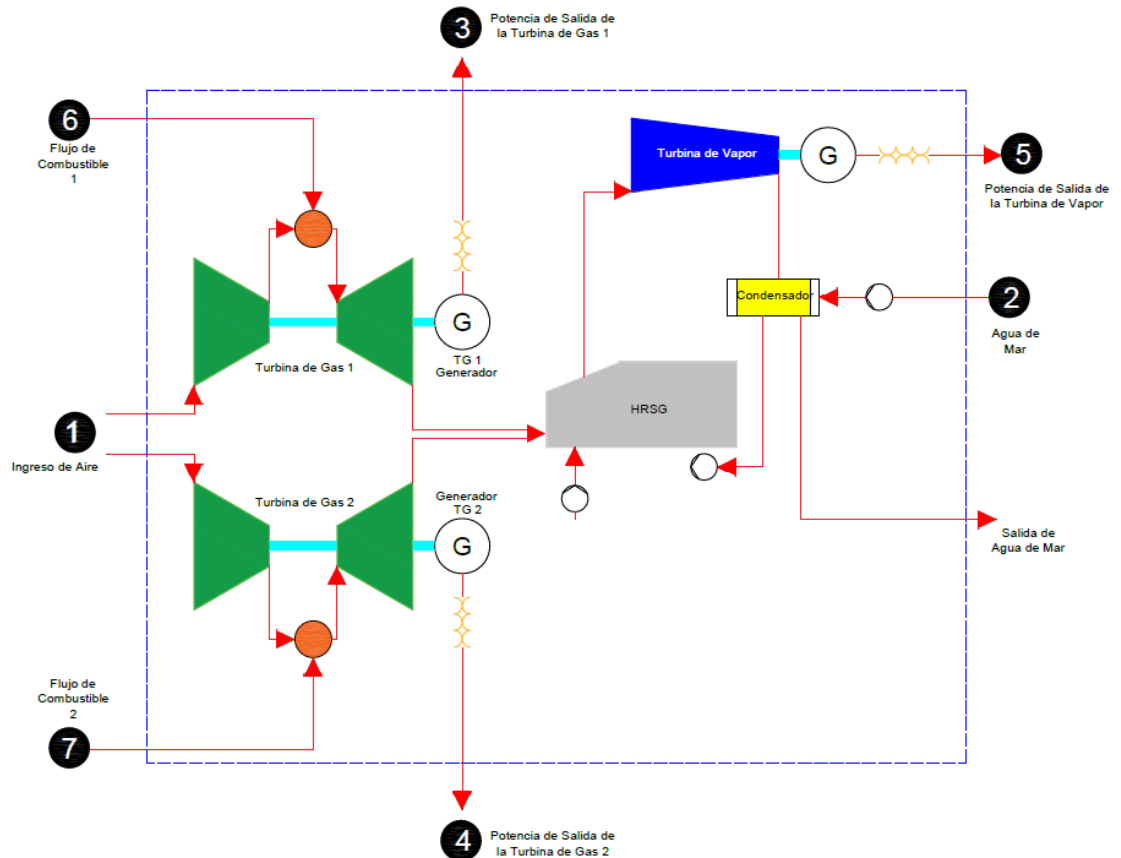 3
Potencia de Salida de
la Turbina de Gas 1
6
Flujo de
Combustible
1
Turbina de Vapor
G
5
Potencia de Salida de
la Turbina de Vapor
Condensador
2
Agua de
Mar
G
TG 1
Generador
Turbina de Gas 1
HRSG
1
Ingreso de Aire
Turbina de Gas 2
Generador
TG 2
G
Salida de
Agua de Mar
Flujo de
Combustible
2
7
4
Potencia de Salida de
la Turbina de Gas 2